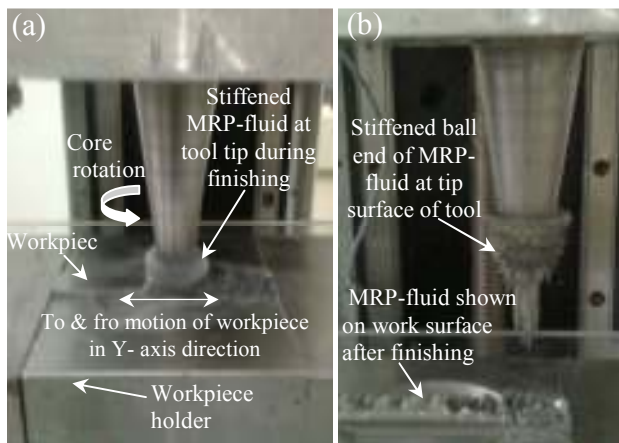 (a)
Stiffened
MRP-fluid at
tool tip during
finishing
Core
rotation
Workpiec
To & fro motion of workpiece
in Y- axis direction
Workpiece
holder
(b)
Stiffened ball
end of MRP-
fluid at tip
surface of tool
MRP-fluid shown
on work surface
after finishing